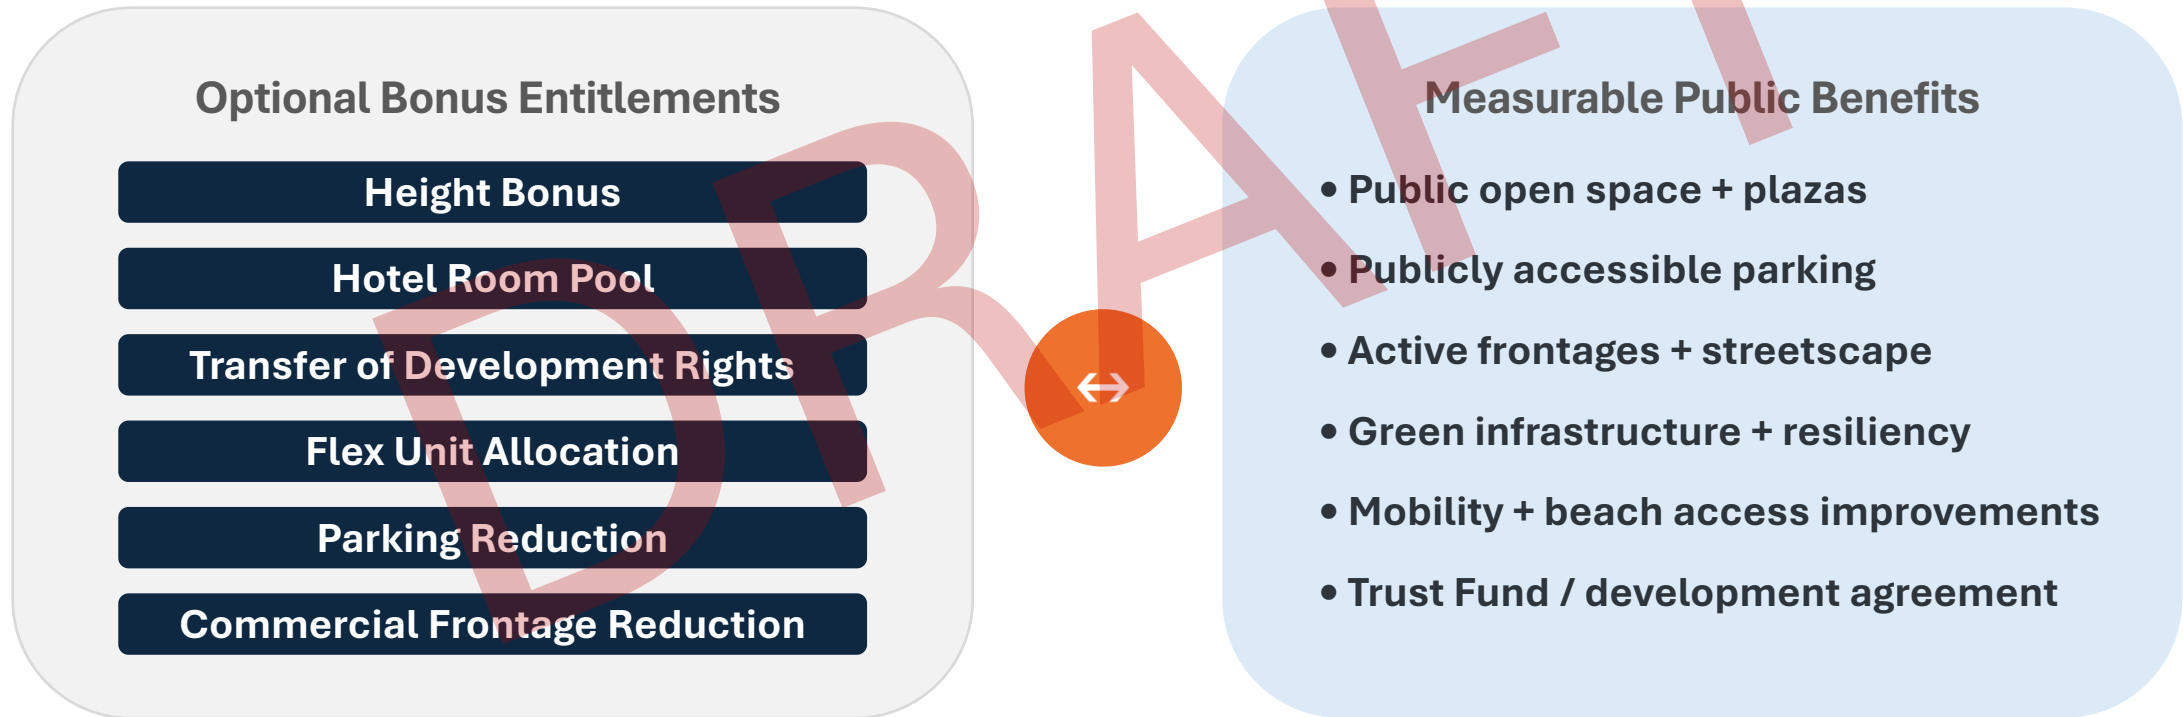 Optional Bonus Entitlements
Height Bonus
Hotel Room Pool
Transfer of Development Rights
Flex Unit Allocation
Parking Reduction
Commercial Frontage Reduction
↔
Measurable Public Benefits
• Public open space + plazas
• Publicly accessible parking
• Active frontages + streetscape
• Green infrastructure + resiliency
• Mobility + beach access improvements
• Trust Fund / development agreement
DRAFT